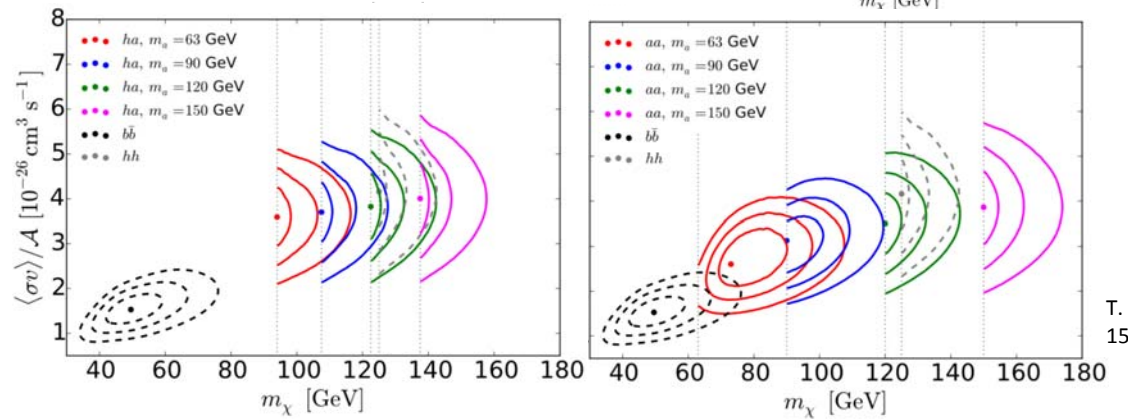 m_χ [GeV]
8
7
6
5
4
3
2
1
⟨σv⟩/A [10⁻²⁶ cm³ s⁻¹]
ha, m_a = 63 GeV
ha, m_a = 90 GeV
ha, m_a = 120 GeV
ha, m_a = 150 GeV
bb̄
hh
40 60 80 100 120 140 160 180
m_χ [GeV]
aa, m_a = 63 GeV
aa, m_a = 90 GeV
aa, m_a = 120 GeV
aa, m_a = 150 GeV
bb̄
hh
40 60 80 100 120 140 160 180
m_χ [GeV]
T.
15